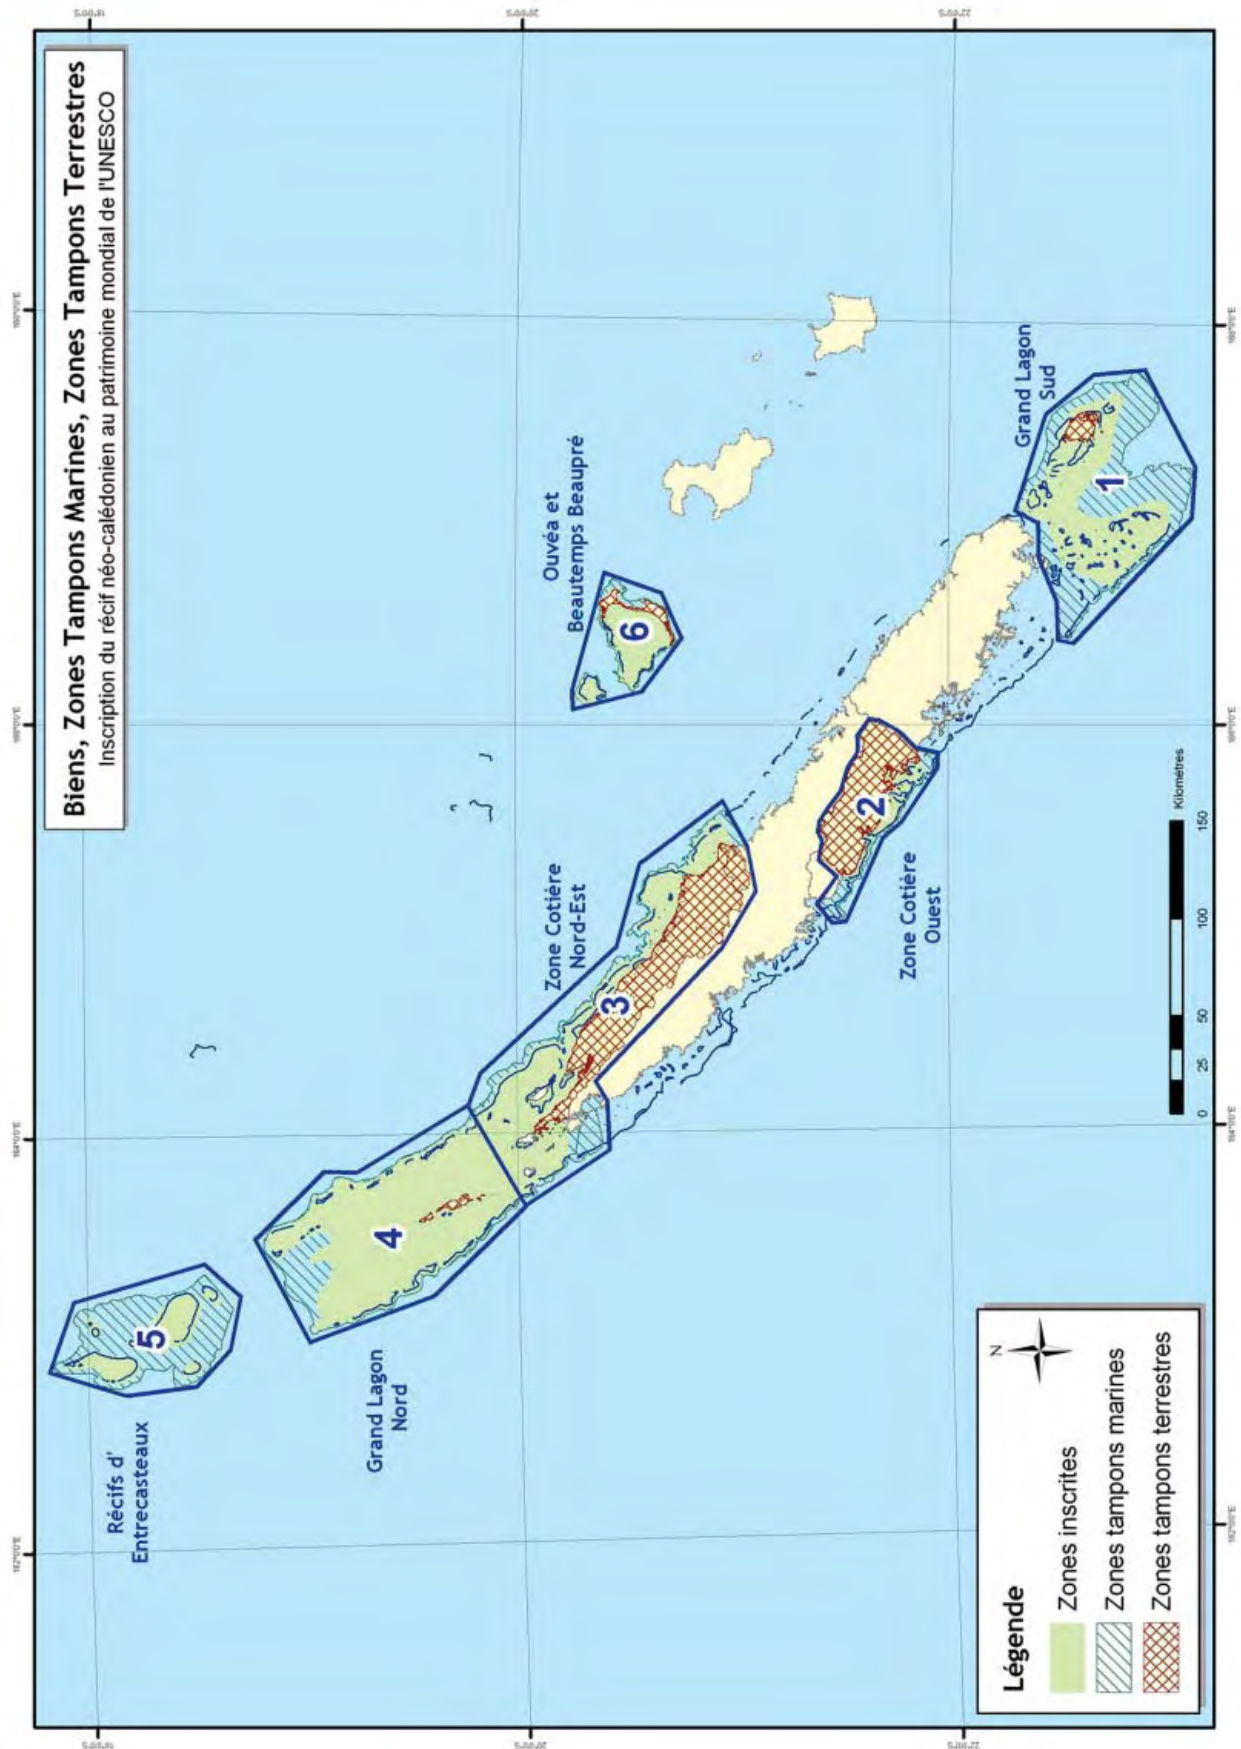 Biens, Zones Tampons Marines, Zones Tampons Terrestres
Inscription du récif néo-calédonien au patrimoine mondial de l'UNESCO
Récifs d'
Entrecasteaux
5
Grand Lagon
Nord
4
Zone Cotière
Nord-Est
3
Ouvéa et
Beautemps Beaupré
6
Zone Cotière
Ouest
2
Grand Lagon
Sud
1
Légende
Zones inscrites
Zones tampons marines
Zones tampons terrestres
N
0 25 50 100 150
Kilomètres